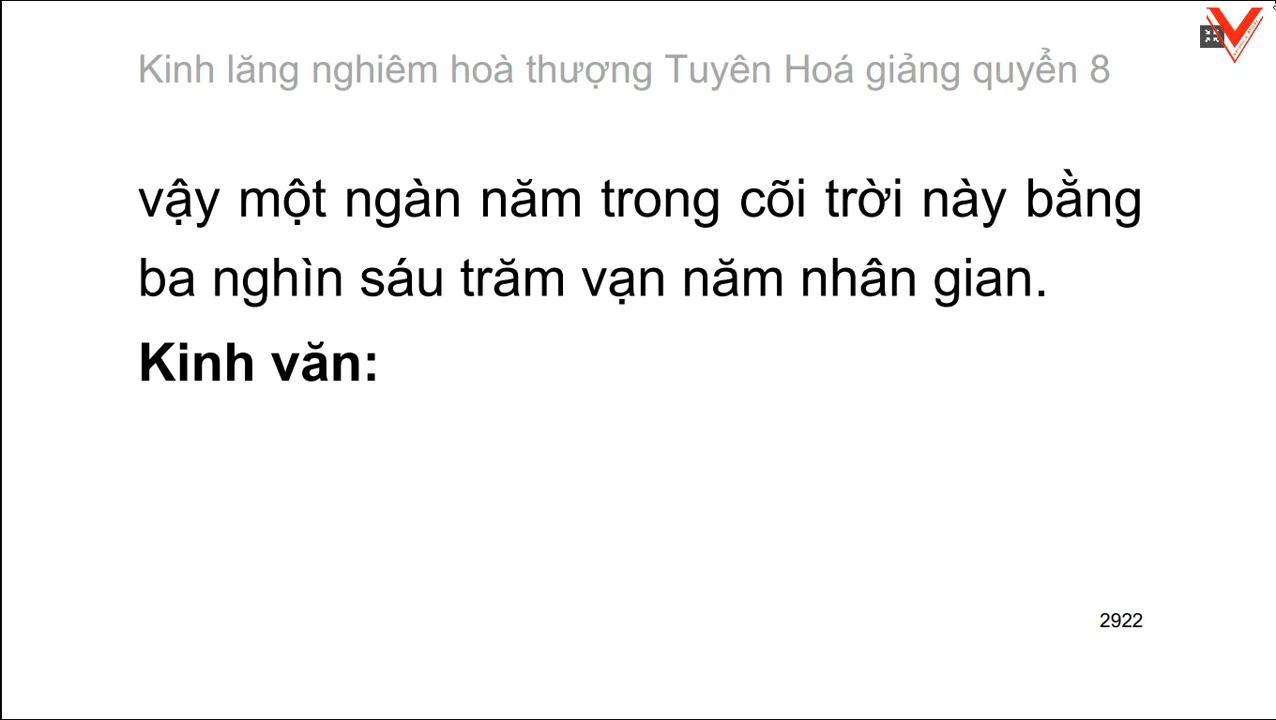 Kinh lăng nghiêm hoà thượng Tuyên Hoá giảng quyển 8
vậy một ngàn năm trong cõi trời này bằng
ba nghìn sáu trăm vạn năm nhân gian.
Kinh văn:
2922